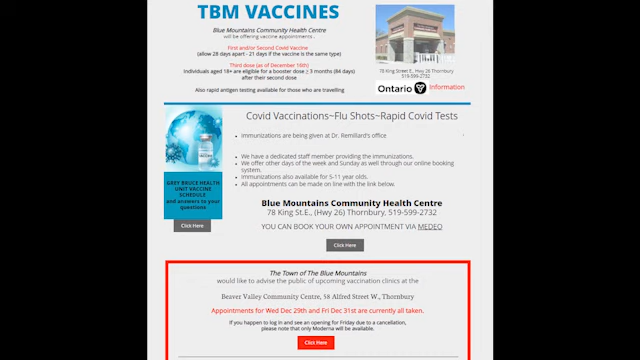 TBM VACCINES
Blue Mountains Community Health Centre
will be offering vaccine appointments .
First and/or Second Covid Vaccine
(allow 28 days apart - 21 days if the vaccine is the same type)
Third dose (as of December 16th)
Individuals aged 18+ are eligible for a booster dose ≥ 3 months (84 days)
after their second dose
Also rapid antigen testing available for those who are travelling
78 King Street E., Hwy 26 Thornbury
519-599-2732
Ontario
Information
Covid Vaccinations~Flu Shots~Rapid Covid Tests
• Immunizations are being given at Dr. Remillard's office
• We have a dedicated staff member providing the immunizations.
• We offer other days of the week and Sunday as well through our online booking
system.
• Immunizations also available for 5-11 year olds.
• All appointments can be made on line with the link below.
VACCINE
GREY BRUCE HEALTH
UNIT VACCINE
SCHEDULE
and answers to your
questions
Click Here
Blue Mountains Community Health Centre
78 King St.E., (Hwy 26) Thornbury, 519-599-2732
YOU CAN BOOK YOUR OWN APPOINTMENT VIA MEDEO
Click Here
The Town of The Blue Mountains
would like to advise the public of upcoming vaccination clinics at the
Beaver Valley Community Centre, 58 Alfred Street W., Thornbury
Appointments for Wed Dec 29th and Fri Dec 31st are currently all taken.
If you happen to log in and see an opening for Friday due to a cancellation,
please note that only Moderna will be available.
Click Here